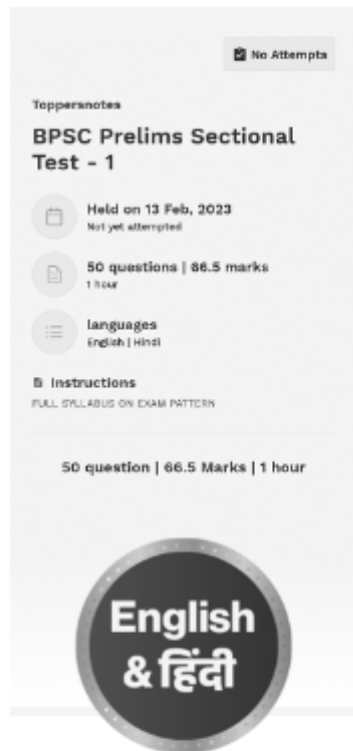 No Attempts
Toppersnotes
BPSC Prelims Sectional
Test - 1
Held on 13 Feb, 2023
Not yet attempted
50 questions | 66.5 marks
1 hour
languages
English | Hindi
Instructions
FULL SYLLABUS ON EXAM PATTERN
50 question | 66.5 Marks | 1 hour
English
& हिंदी